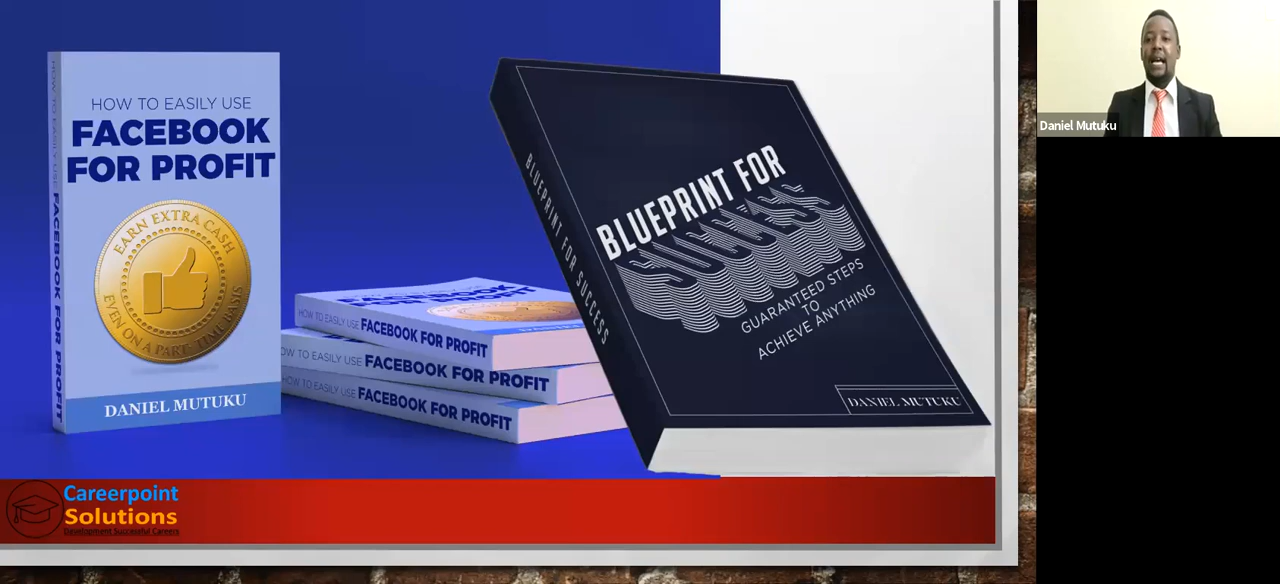 HOW TO EASILY USE FACEBOOK FOR PROFIT
HOW TO EASILY USE
FACEBOOK
FOR PROFIT
EARN EXTRA CASH
EVEN ON A PART TIME BASIS
DANIEL MUTUKU
HOW TO EASILY USE FACEBOOK FOR PROFIT
HOW TO EASILY USE FACEBOOK FOR PROFIT
HOW TO EASILY USE FACEBOOK FOR PROFIT
BLUEPRINT FOR SUCCESS
BLUEPRINT FOR
SUCCESS
GUARANTEED STEPS
TO
ACHIEVE ANYTHING
DANIEL MUTUKU
Careerpoint
Solutions
Development Successful Careers
Daniel Mutuku